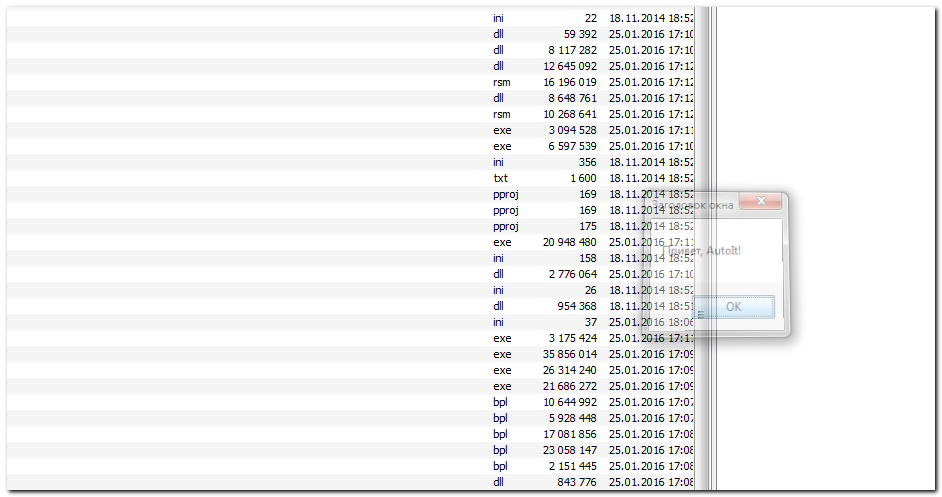 ini 22 18.11.2014 18:52
dll 59 392 25.01.2016 17:10
dll 8 117 282 25.01.2016 17:10
dll 12 645 092 25.01.2016 17:12
rsm 16 196 019 25.01.2016 17:12
dll 8 648 761 25.01.2016 17:12
rsm 10 268 641 25.01.2016 17:12
exe 3 094 528 25.01.2016 17:11
exe 6 597 539 25.01.2016 17:10
ini 356 18.11.2014 18:52
txt 1 600 18.11.2014 18:52
pproj 169 18.11.2014 18:52
pproj 169 18.11.2014 18:52
Заголовок окна
pproj 175 18.11.2014 18:52
exe 20 948 480 25.01.2016 17:11
Привет, AutoIt!
ini 158 18.11.2014 18:52
dll 2 776 064 25.01.2016 17:10
ini 26 18.11.2014 18:52
dll 954 368 18.11.2014 18:51
OK
ini 37 25.01.2016 18:06
exe 3 175 424 25.01.2016 17:11
exe 35 856 014 25.01.2016 17:09
exe 26 314 240 25.01.2016 17:09
exe 21 686 272 25.01.2016 17:09
bpl 10 644 992 25.01.2016 17:07
bpl 5 928 448 25.01.2016 17:07
bpl 17 081 856 25.01.2016 17:08
bpl 23 058 147 25.01.2016 17:08
bpl 2 151 445 25.01.2016 17:08
dll 843 776 25.01.2016 17:08